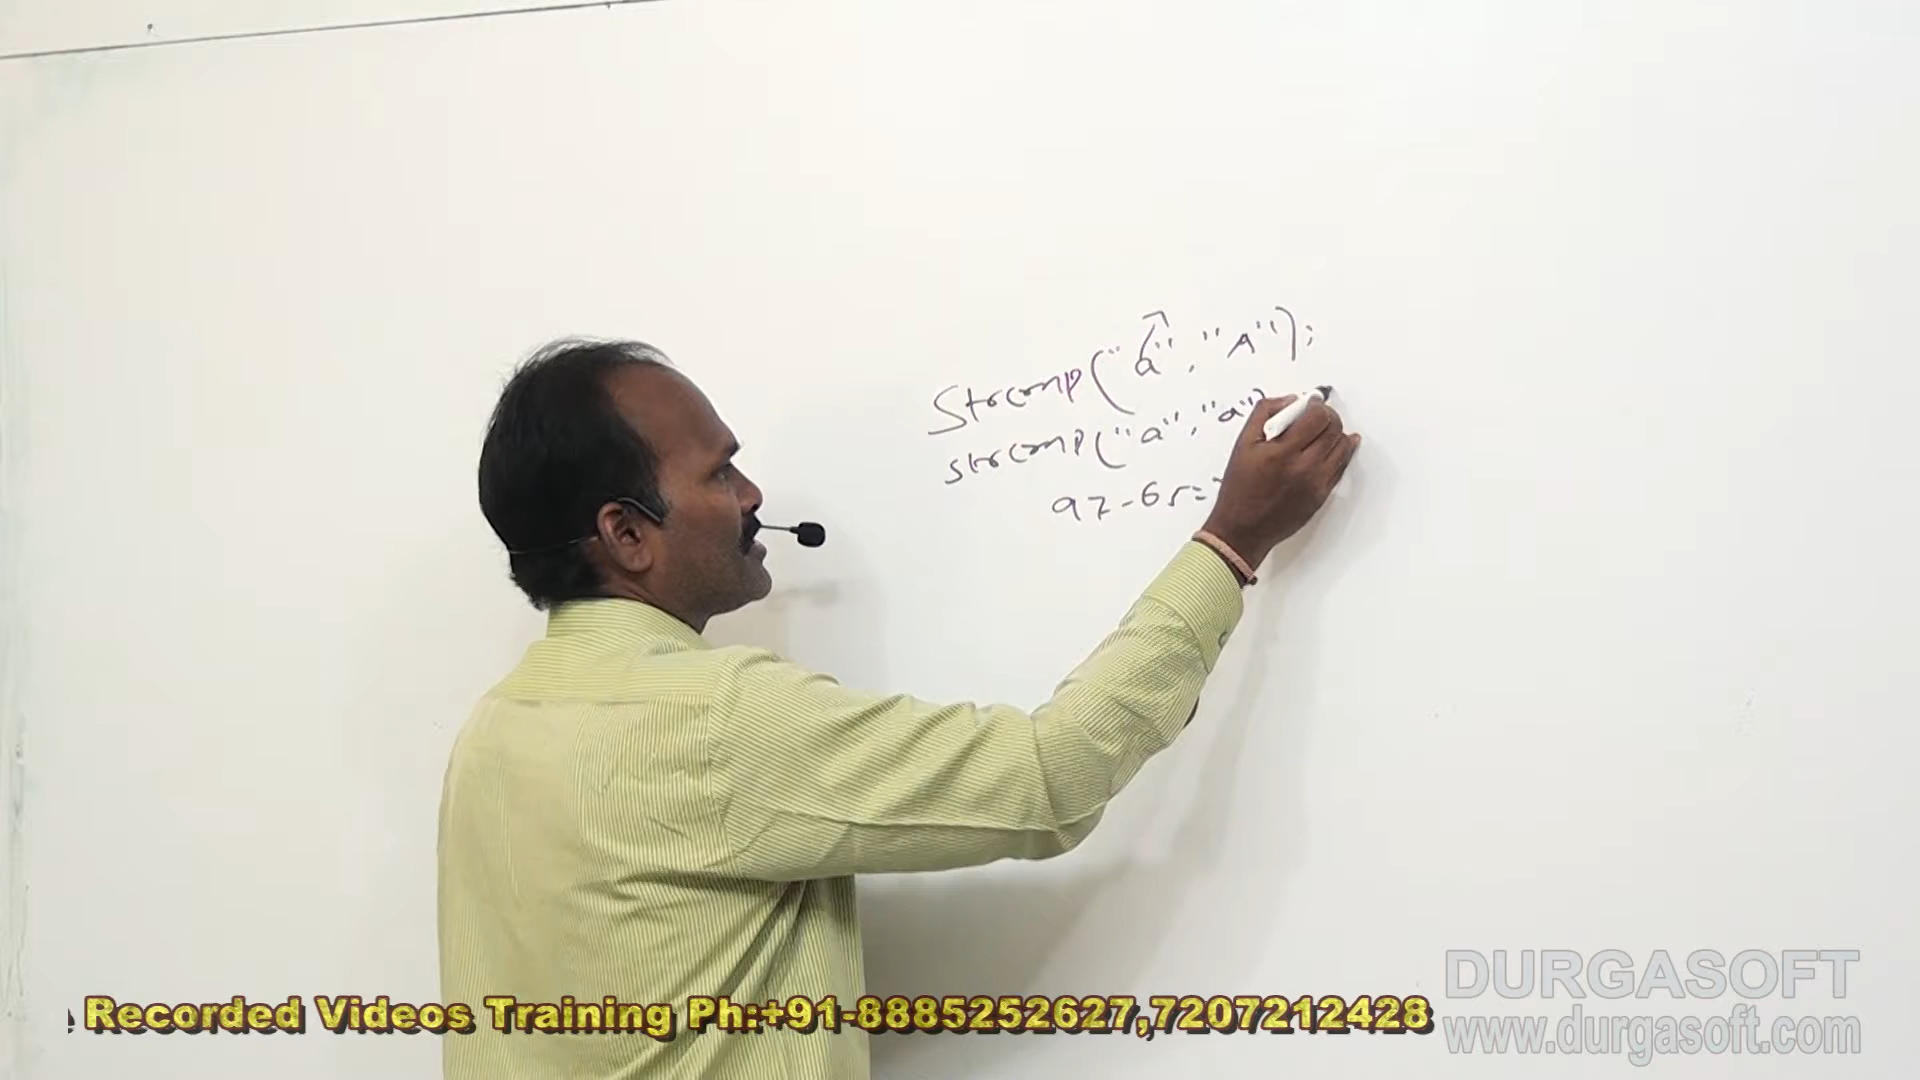 Strcmp("a", "A");
strcmp("a", "a")
97-65=
Recorded Videos Training Ph:+91-8885252627,7207212428
DURGASOFT
www.durgasoft.com